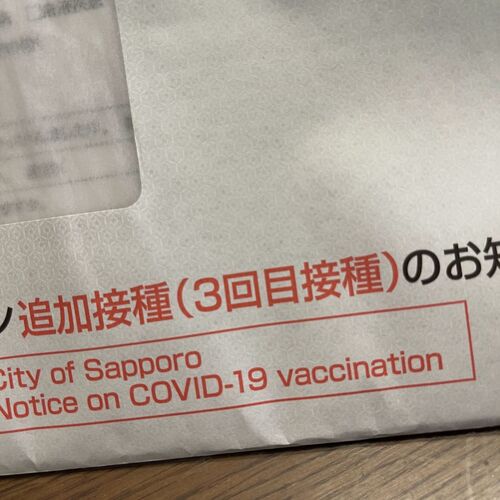 ン追加接種(3回目接種)のお知
City of Sapporo
Notice on COVID-19 vaccination